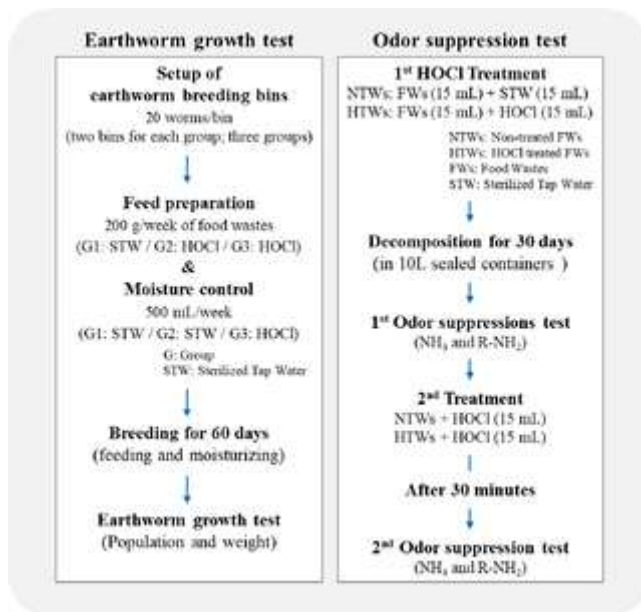 Earthworm growth test
Setup of
earthworm breeding bins
20 worms/bin
(two bins for each group; three groups)
Feed preparation
200 g/week of food wastes
(G1: STW / G2: HOCl / G3: HOCl)
&
Moisture control
500 mL/week
(G1: STW / G2: STW / G3: HOCl)
G: Group
STW: Sterilized Tap Water
Breeding for 60 days
(feeding and moisturizing)
Earthworm growth test
(Population and weight)
Odor suppression test
1st HOCl Treatment
NTWs: FWs (15 mL) + STW (15 mL)
HTWs: FWs (15 mL) + HOCl (15 mL)
NTWs: Non-treated FWs
HTWs: HOCl-treated FWs
FWs: Food Wastes
STW: Sterilized Tap Water
Decomposition for 30 days
(in 10L sealed containers )
1st Odor suppressions test
(NH₃ and R-NH₂)
2nd Treatment
NTWs + HOCl (15 mL)
HTWs + HOCl (15 mL)
After 30 minutes
2nd Odor suppression test
(NH₃ and R-NH₂)